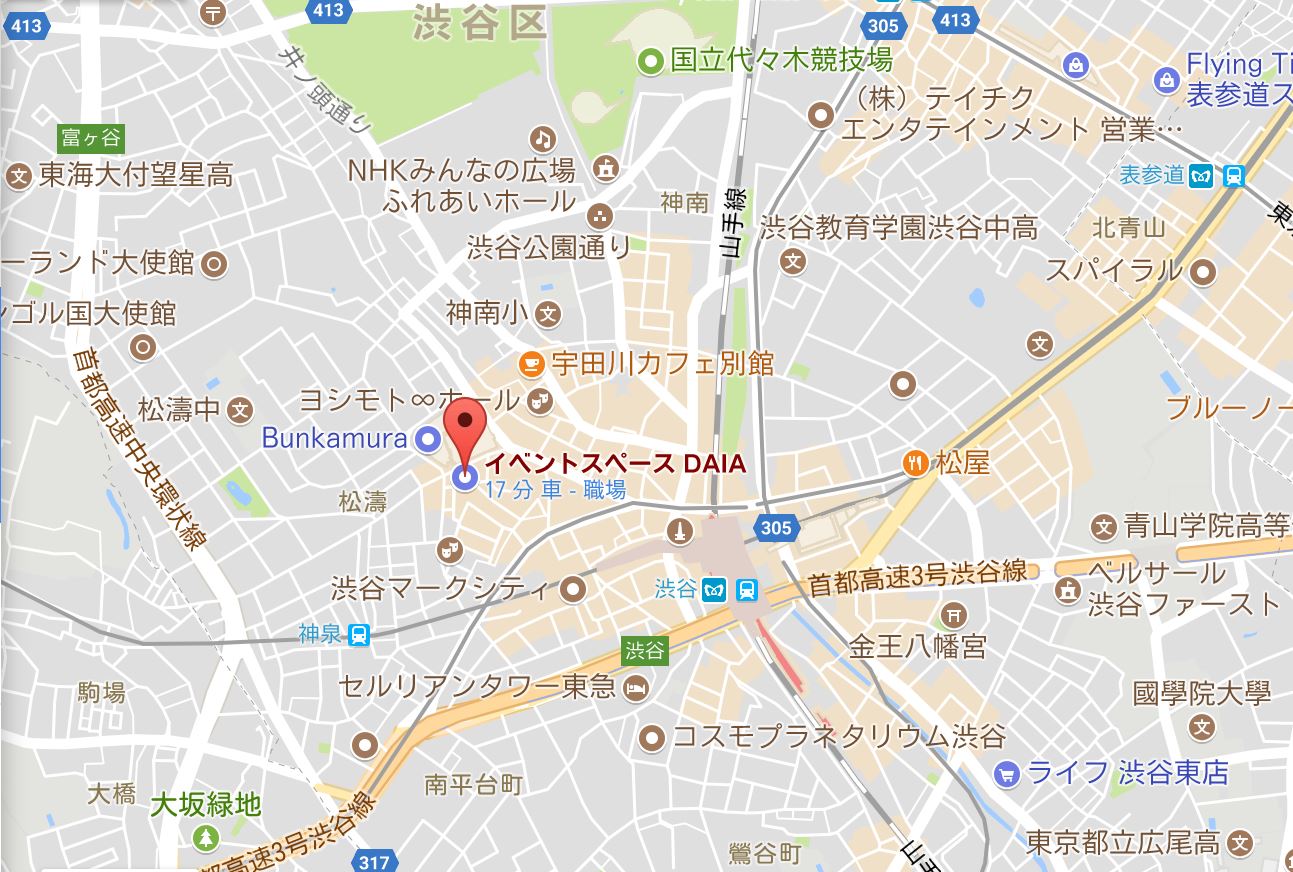 413
413
渋谷区
305
413
国立代々木競技場
Flying Ti
表参道ス
井ノ頭通り
(株)テイチク
エンタテインメント 営業…
富ヶ谷
東海大付望星高
NHKみんなの広場
ふれあいホール
神南
山手線
表参道
渋谷教育学園渋谷中高
北青山
渋谷公園通り
ーランド大使館
スパイラル
ンゴル国大使館
神南小
首都高速中央環状線
宇田川カフェ別館
松濤中
ヨシモト∞ホール
ブルーノー
Bunkamura
イベントスペース DAIA
17 分 車 - 職場
松屋
松濤
305
青山学院高等
渋谷マークシティ
渋谷
首都高速3号渋谷線
ベルサール
渋谷ファースト
神泉
渋谷
金王八幡宮
駒場
セルリアンタワー東急
國學院大學
コスモプラネタリウム渋谷
大橋
大坂緑地
南平台町
ライフ 渋谷東店
都高速3号渋谷線
317
鶯谷町
東京都立広尾高
山手